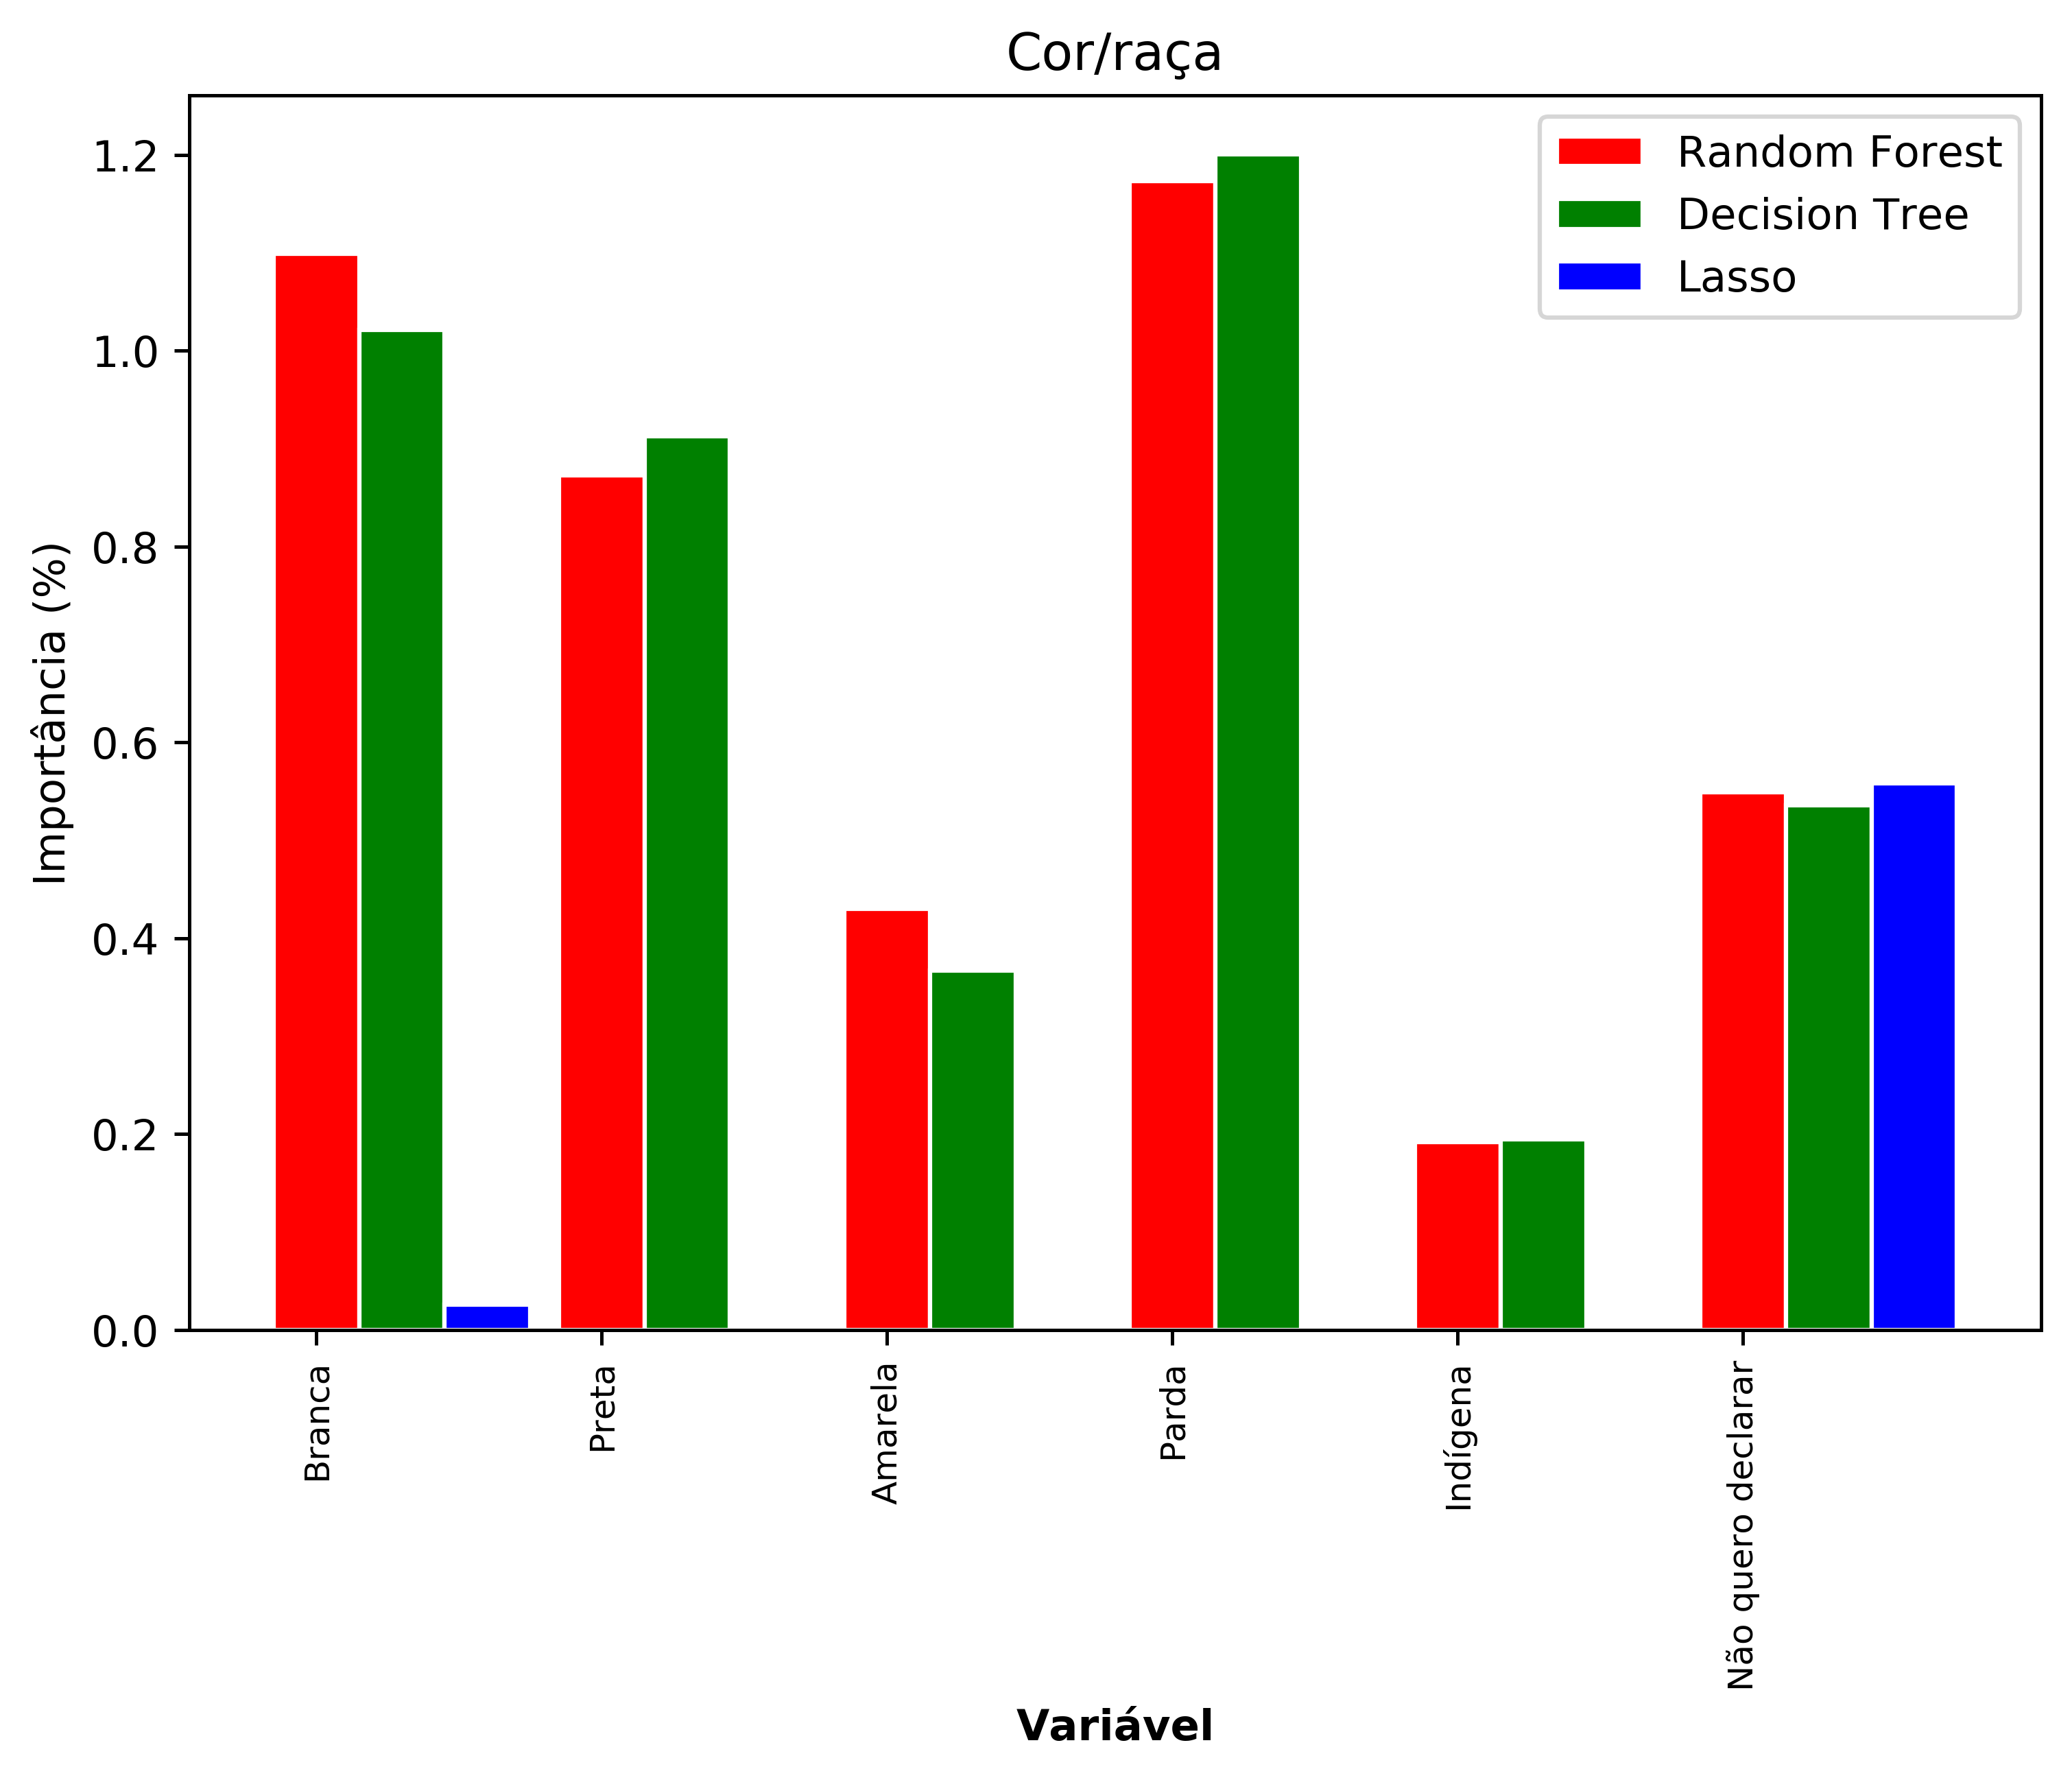 Cor/raça
Random Forest
Decision Tree
Lasso
Importância (%)
1.2
1.0
0.8
0.6
0.4
0.2
0.0
Branca
Preta
Amarela
Parda
Indígena
Não quero declarar
Variável